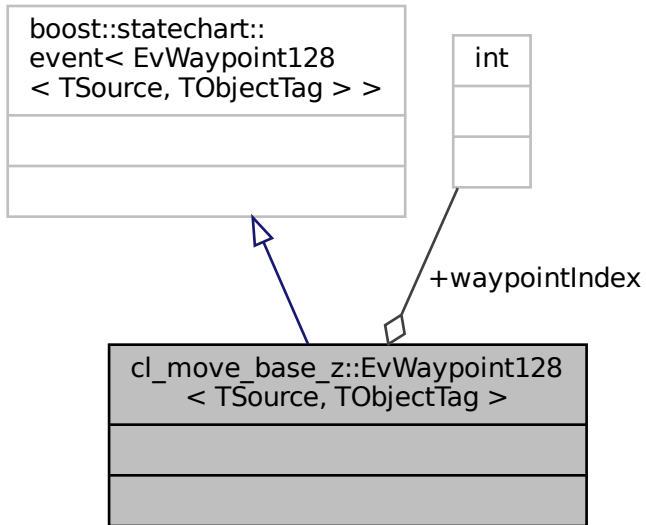 boost::statechart::
event< EvWaypoint128
< TSource, TObjectTag > >
int
+waypointIndex
cl_move_base_z::EvWaypoint128
< TSource, TObjectTag >